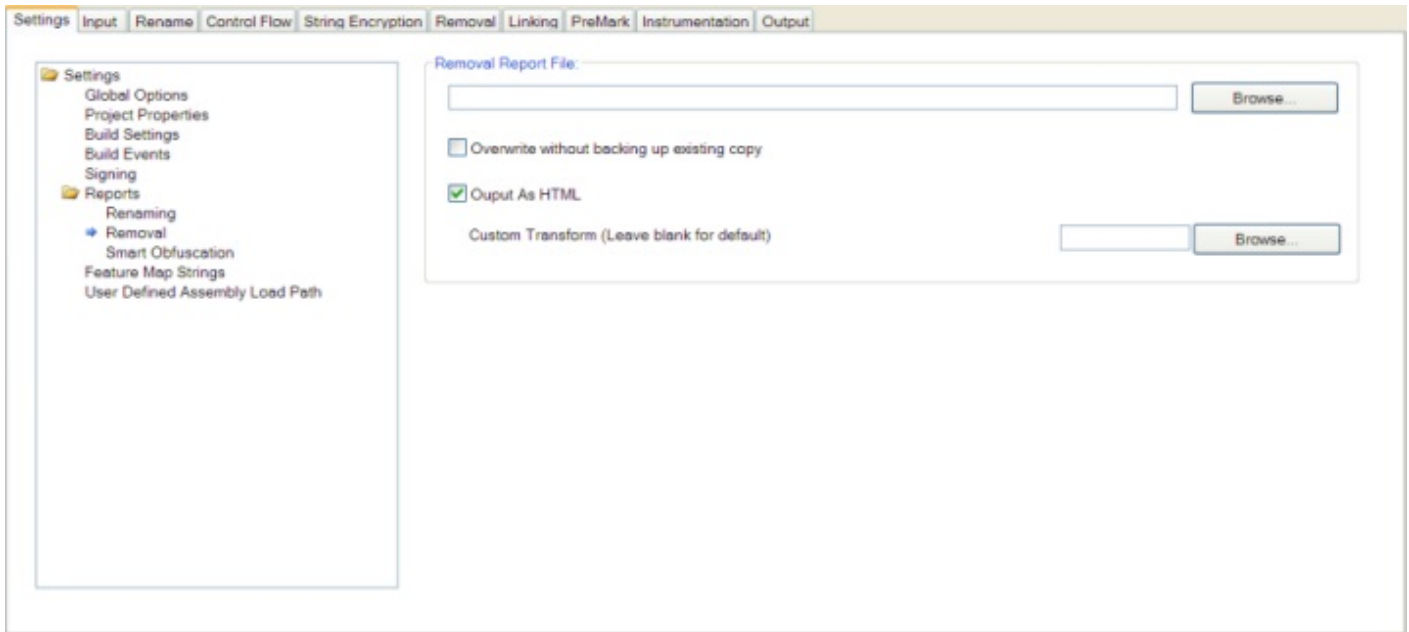 Settings Input Rename Control Flow String Encryption Removal Linking PreMark Instrumentation Output
Settings
Global Options
Project Properties
Build Settings
Build Events
Signing
Reports
Renaming
Removal
Smart Obfuscation
Feature Map Strings
User Defined Assembly Load Path
Removal Report File:
Browse...
Overwrite without backing up existing copy
Ouput As HTML
Custom Transform (Leave blank for default)
Browse...